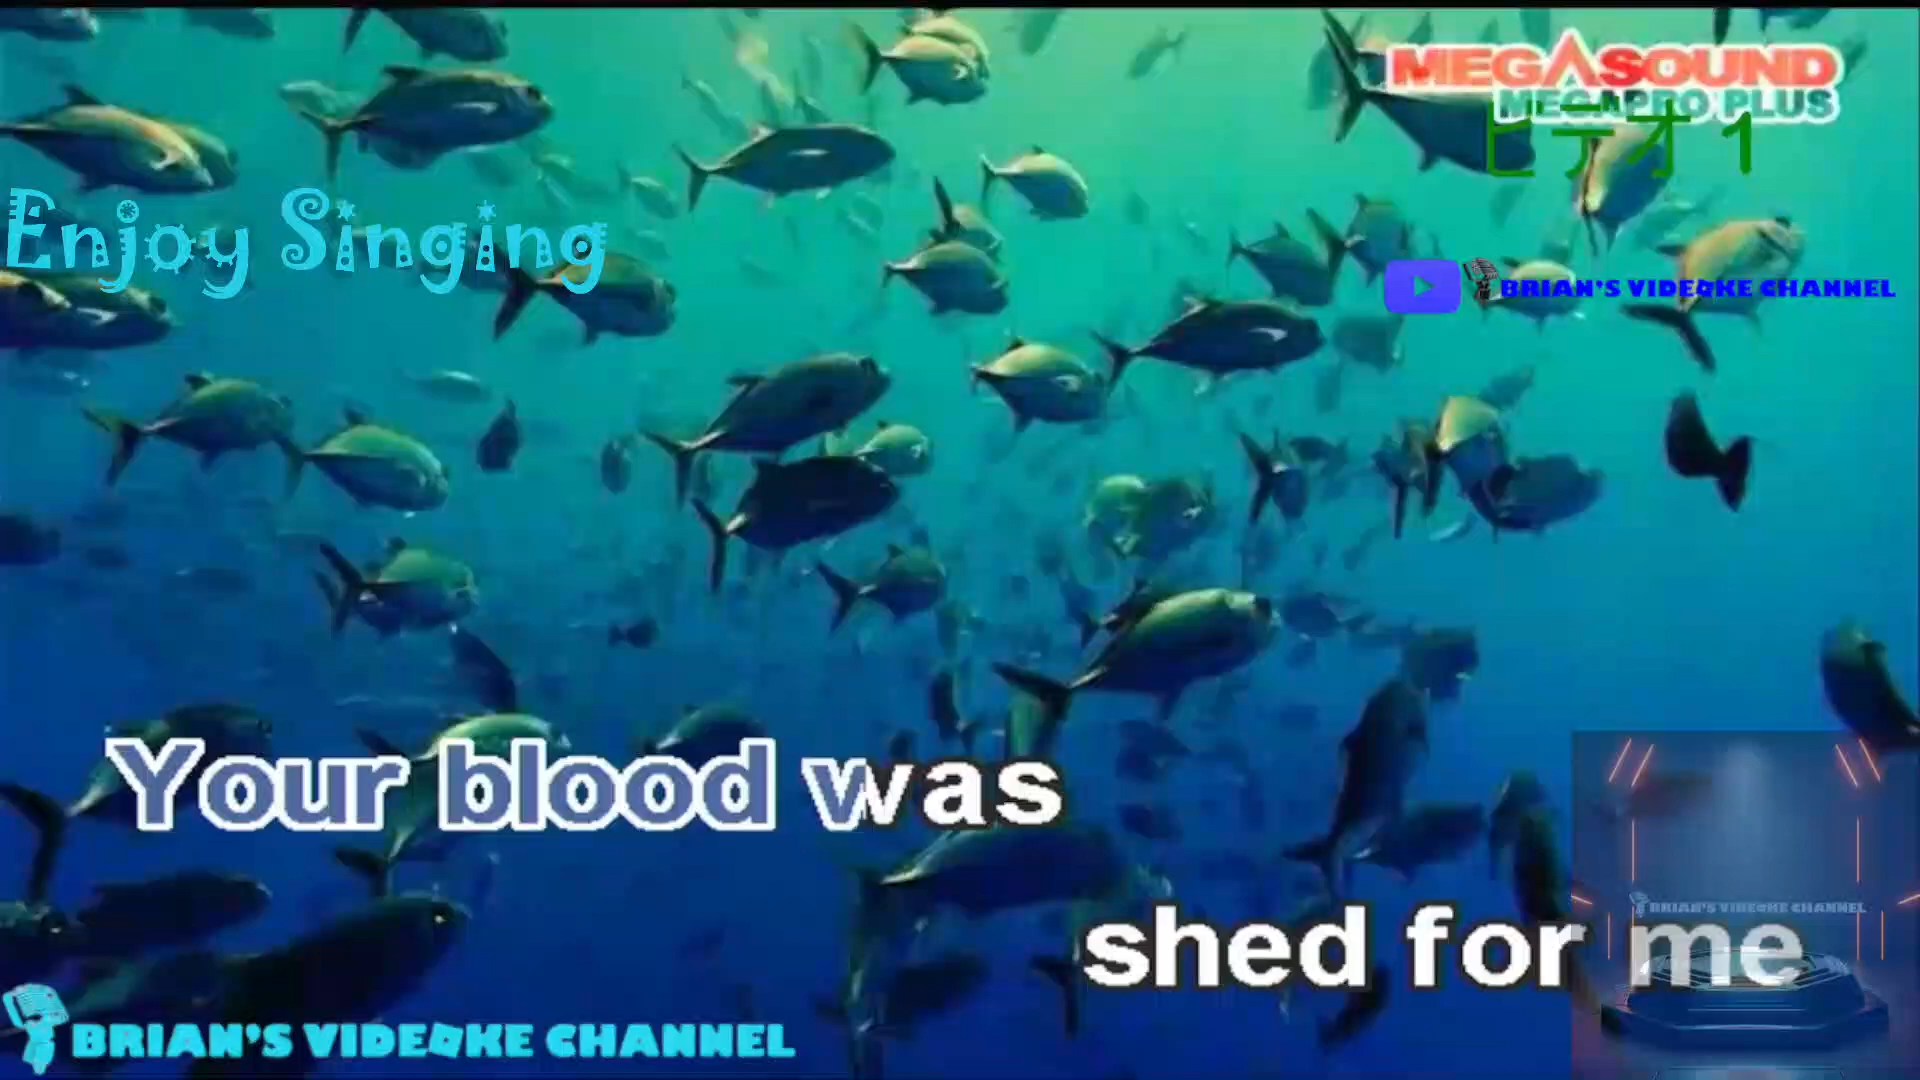 MEGASOUND
MEGAPRO PLUS
ビデオ 1
Enjoy Singing
BRIAN'S VIDEOKE CHANNEL
Your blood was
shed for me
BRIAN'S VIDEOKE CHANNEL
BRIAN'S VIDEOKE CHANNEL